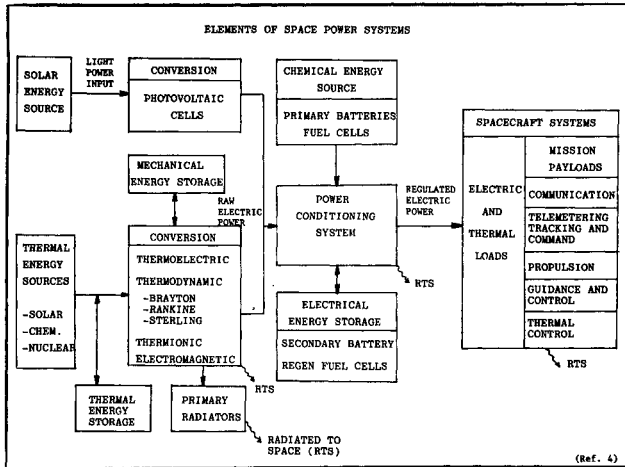 ELEMENTS OF SPACE POWER SYSTEMS
SOLAR
ENERGY
SOURCE
LIGHT
POWER
INPUT
CONVERSION
PHOTOVOLTAIC
CELLS
CHEMICAL ENERGY
SOURCE
PRIMARY BATTERIES
FUEL CELLS
MECHANICAL
ENERGY STORAGE
RAW
ELECTRIC
POWER
POWER
CONDITIONING
SYSTEM
REGULATED
ELECTRIC
POWER
RTS
SPACECRAFT SYSTEMS
ELECTRIC
AND
THERMAL
LOADS
MISSION
PAYLOADS
COMMUNICATION
TELEMETERING
TRACKING AND
COMMAND
PROPULSION
GUIDANCE AND
CONTROL
THERMAL
CONTROL
RTS
THERMAL
ENERGY
SOURCES
-SOLAR
-CHEM.
-NUCLEAR
CONVERSION
THERMOELECTRIC
THERMODYNAMIC
-BRAYTON
-RANKINE
-STERLING
THERMIONIC
ELECTROMAGNETIC
RTS
ELECTRICAL
ENERGY STORAGE
SECONDARY BATTERY
REGEN FUEL CELLS
THERMAL
ENERGY
STORAGE
PRIMARY
RADIATORS
RADIATED TO
SPACE (RTS)
(Ref. 4)